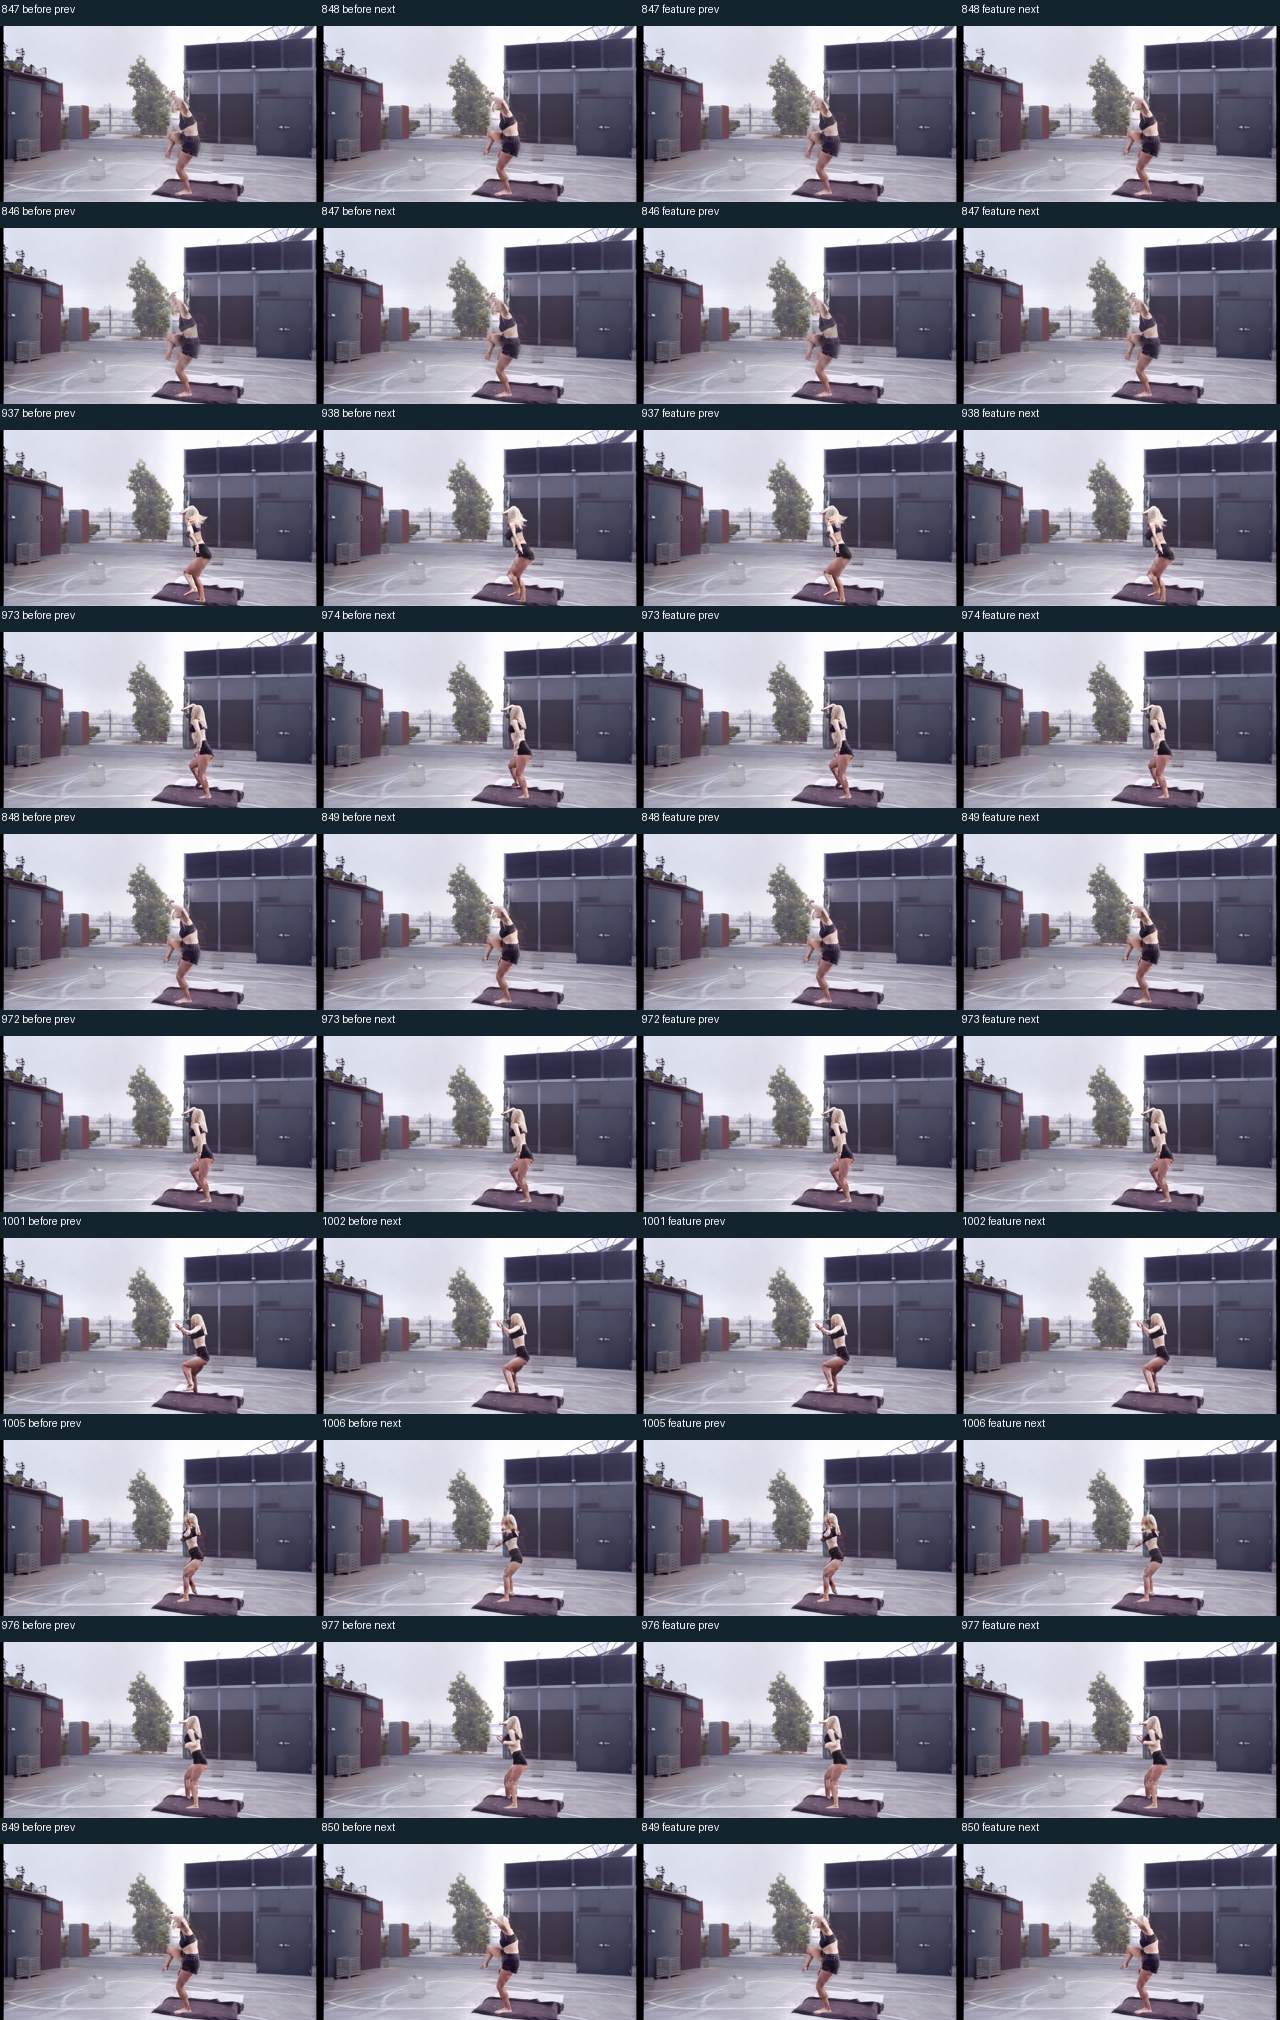 847 before prev 848 before next 847 feature prev 848 feature next
846 before prev 847 before next 846 feature prev 847 feature next
937 before prev 938 before next 937 feature prev 938 feature next
973 before prev 974 before next 973 feature prev 974 feature next
848 before prev 849 before next 848 feature prev 849 feature next
972 before prev 973 before next 972 feature prev 973 feature next
1001 before prev 1002 before next 1001 feature prev 1002 feature next
1005 before prev 1006 before next 1005 feature prev 1006 feature next
976 before prev 977 before next 976 feature prev 977 feature next
849 before prev 850 before next 849 feature prev 850 feature next